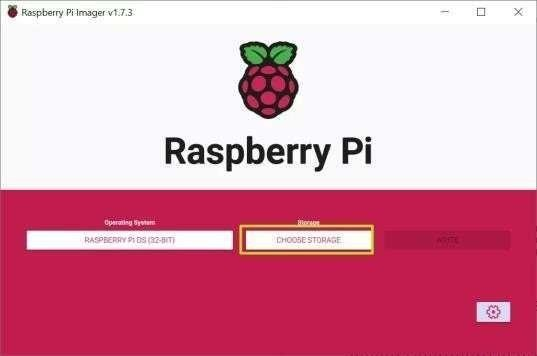 Raspberry Pi Imager v1.7.3
Raspberry Pi
Operating System
Storage
RASPBERRY PI OS (32-BIT)
CHOOSE STORAGE
WRITE